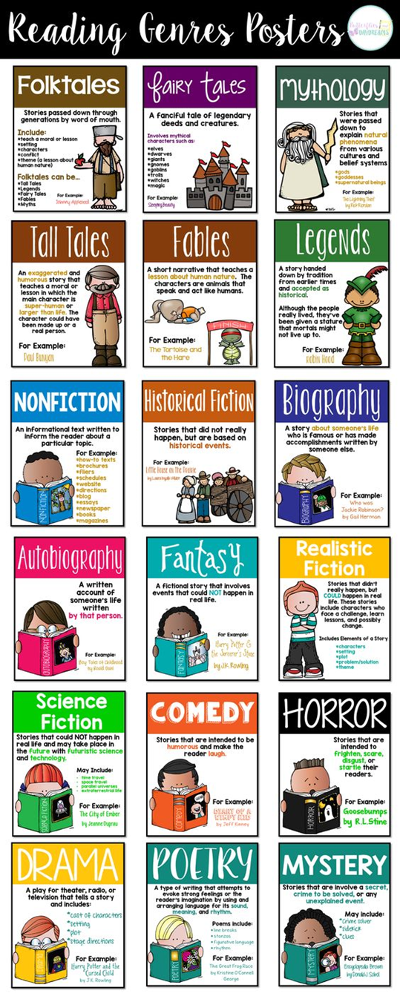 Reading Genres Posters
Butterflies and
DAYDREAMS
Folktales
Stories passed down through
generations by word of mouth.
Include:
*teach a moral or lesson
*setting
*characters
*conflict
*theme (a lesson about
human nature)
Folktales can be...
*Tall Tales
*Legends
*Fairy Tales
*Fables
*Myths
For Example:
Johnny Appleseed
fairy tales
A fanciful tale of legendary
deeds and creatures.
Involves mythical
characters such as:
*elves
*dwarves
*giants
*gnomes
*goblins
*trolls
*witches
*magic
For Example:
Sleeping Beauty
mythology
Stories that
were passed
down to
explain natural
phenomena
from various
cultures and
belief systems
*gods
*goddesses
*supernatural beings
For Example:
The Lightning Thief
by Rick Riordan
Tall Tales
An exaggerated and
humorous story that
teaches a moral or
lesson in which the
main character is
super-human or
larger than life. The
character could have
been made up or a
real person.
For Example:
Paul Bunyan
Fables
A short narrative that teaches a
lesson about human nature. The
characters are animals that
speak and act like humans.
FINISH
For Example:
The Tortoise and
the Hare
Legends
A story handed
down by tradition
from earlier times
and accepted as
historical.
Although the people
really lived, they've
been given a stature
that mortals might
not live up to.
For Example:
Robin Hood
NONFICTION
An informational text written to
inform the reader about a
particular topic.
For Example:
*how-to texts
*brochures
*fliers
*schedules
*website
*directions
*blog
*essays
*newspaper
*books
*magazines
NONFICTION
Historical Fiction
Stories that did not really
happen, but are based on
historical events.
For Example:
Little House in the Prairie
by Laura Ingalls Wilder
Biography
A story about someone's life
who is famous or has made
accomplishments written by
someone else.
BIOGRAPHY
For Example:
Who was
Jackie Robinson?
by Gail Herman
Autobiography
A written
account of
someone's life
written
by that person.
AUTOBIOGRAPHY
For Example:
Boy: Tales of Childhood
by Roald Dahl
Fantasy
A fictional story that involves
events that could NOT happen in
real life.
FANTASY
For Example:
Harry Potter &
The Sorcerer's Stone
by J.K. Rowling
Realistic
Fiction
Stories that didn't
really happen, but
COULD happen in real
life. These stories
include characters who
face a challenge, learn
lessons, and possibly
change.
Includes Elements of a Story
*characters
*setting
*plot
*problem/solution
*theme
Science
Fiction
Stories that could NOT happen in
real life and may take place in
the future with futuristic science
and technology.
May Include:
• time travel
• space travel
• parallel universes
• extraterrestrial life
SCIENCE FICTION
For Example:
The City of Ember
by Jeanne Duprau
COMEDY
Stories that are intended to be
humorous and make the
reader laugh.
COMEDY
For Example:
DIARY OF A
WIMPY KID
by Jeff Kinney
HORROR
Stories that are
intended to
frighten, scare,
disgust, or
startle their
readers.
HORROR
For Example:
Goosebumps
by R.L.Stine
DRAMA
A play for theater, radio, or
television that tells a story
and includes:
*cast of characters
*setting
*plot
*stage directions
DRAMA
For Example:
Harry Potter and the
Cursed Child
by J.K. Rowling
POETRY
A type of writing that attempts to
evoke strong feelings or the
reader's imagination by using and
arranging language for its sound,
meaning, and rhythm.
Poems include:
*line breaks
*stanzas
*figurative language
*rhythm
POETRY
For Example:
The Great Frog Race
by Kristine O'Connell
George
MYSTERY
Stories that are involve a secret,
crime to be solved, or any
unexplained event.
May include:
*Crime solver
*sidekick
*clues
MYSTERY
For Example:
Encyclopedia Brown
by Donald J. Sobol